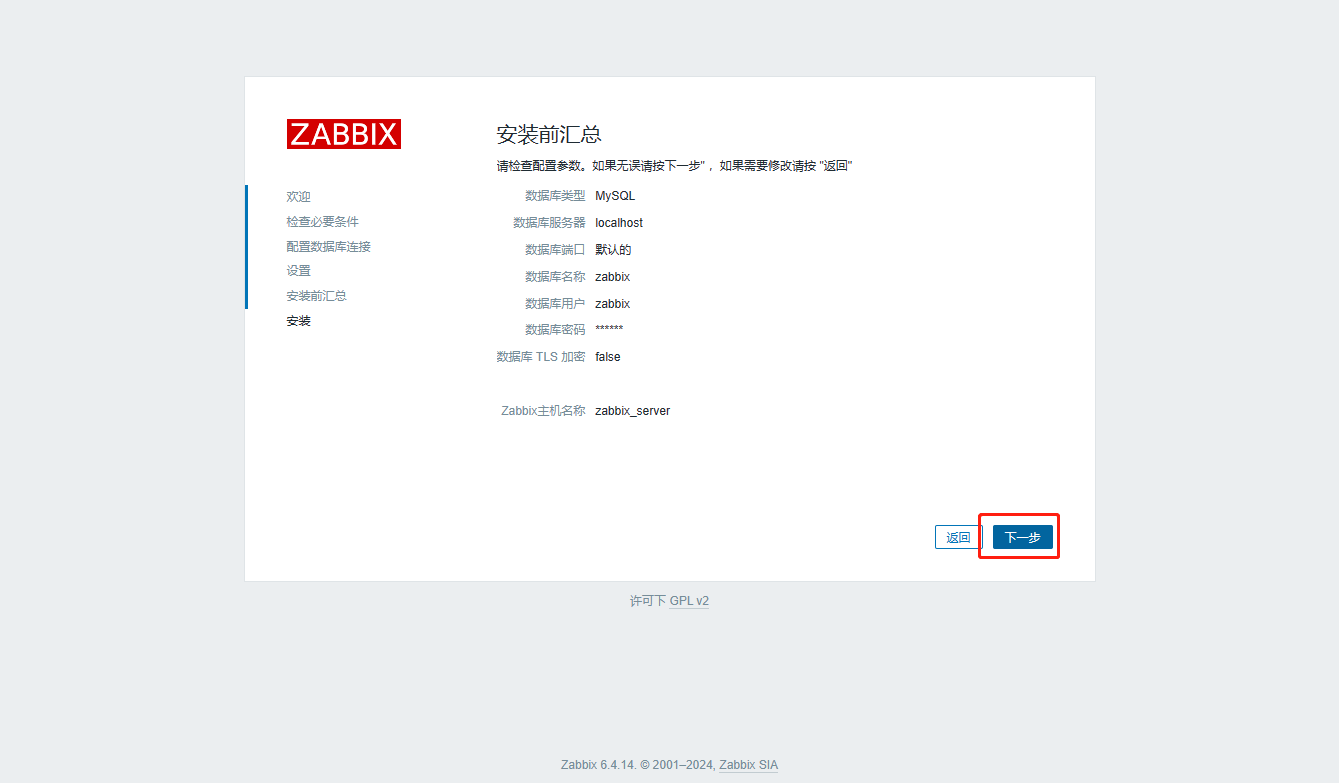 ZABBIX
欢迎
检查必要条件
配置数据库连接
设置
安装前汇总
安装
安装前汇总
请检查配置参数。如果无误请按下一步"，如果需要修改请按 "返回"
数据库类型 MySQL
数据库服务器 localhost
数据库端口 默认的
数据库名称 zabbix
数据库用户 zabbix
数据库密码 ******
数据库 TLS 加密 false
Zabbix主机名称 zabbix_server
返回 下一步
许可下 GPL v2
Zabbix 6.4.14. © 2001–2024, Zabbix SIA